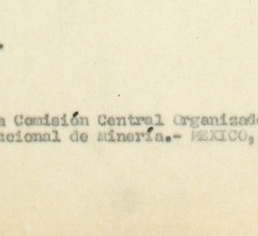 a Comisión Central Organizado
acional de Minería.- MEXICO,